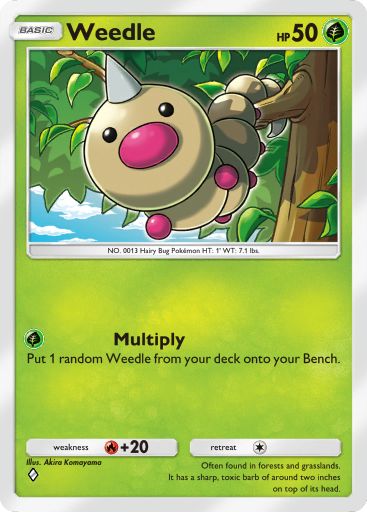 BASIC Weedle HP 50
NO. 0013 Hairy Bug Pokémon HT: 1' WT: 7.1 lbs.
Multiply
Put 1 random Weedle from your deck onto your Bench.
weakness +20 retreat
Illus. Akira Komayama
Often found in forests and grasslands.
It has a sharp, toxic barb of around two inches
on top of its head.